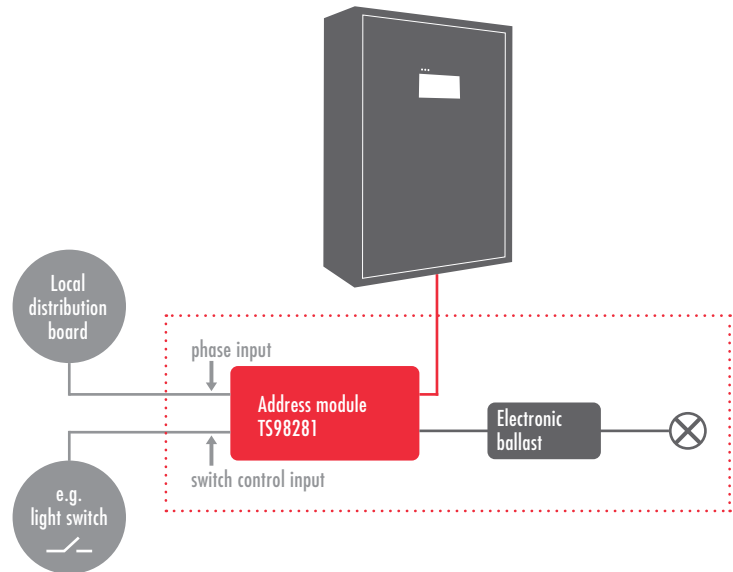 Local
distribution
board
phase input
Address module
TS98281
Electronic
ballast
switch control input
e.g.
light switch